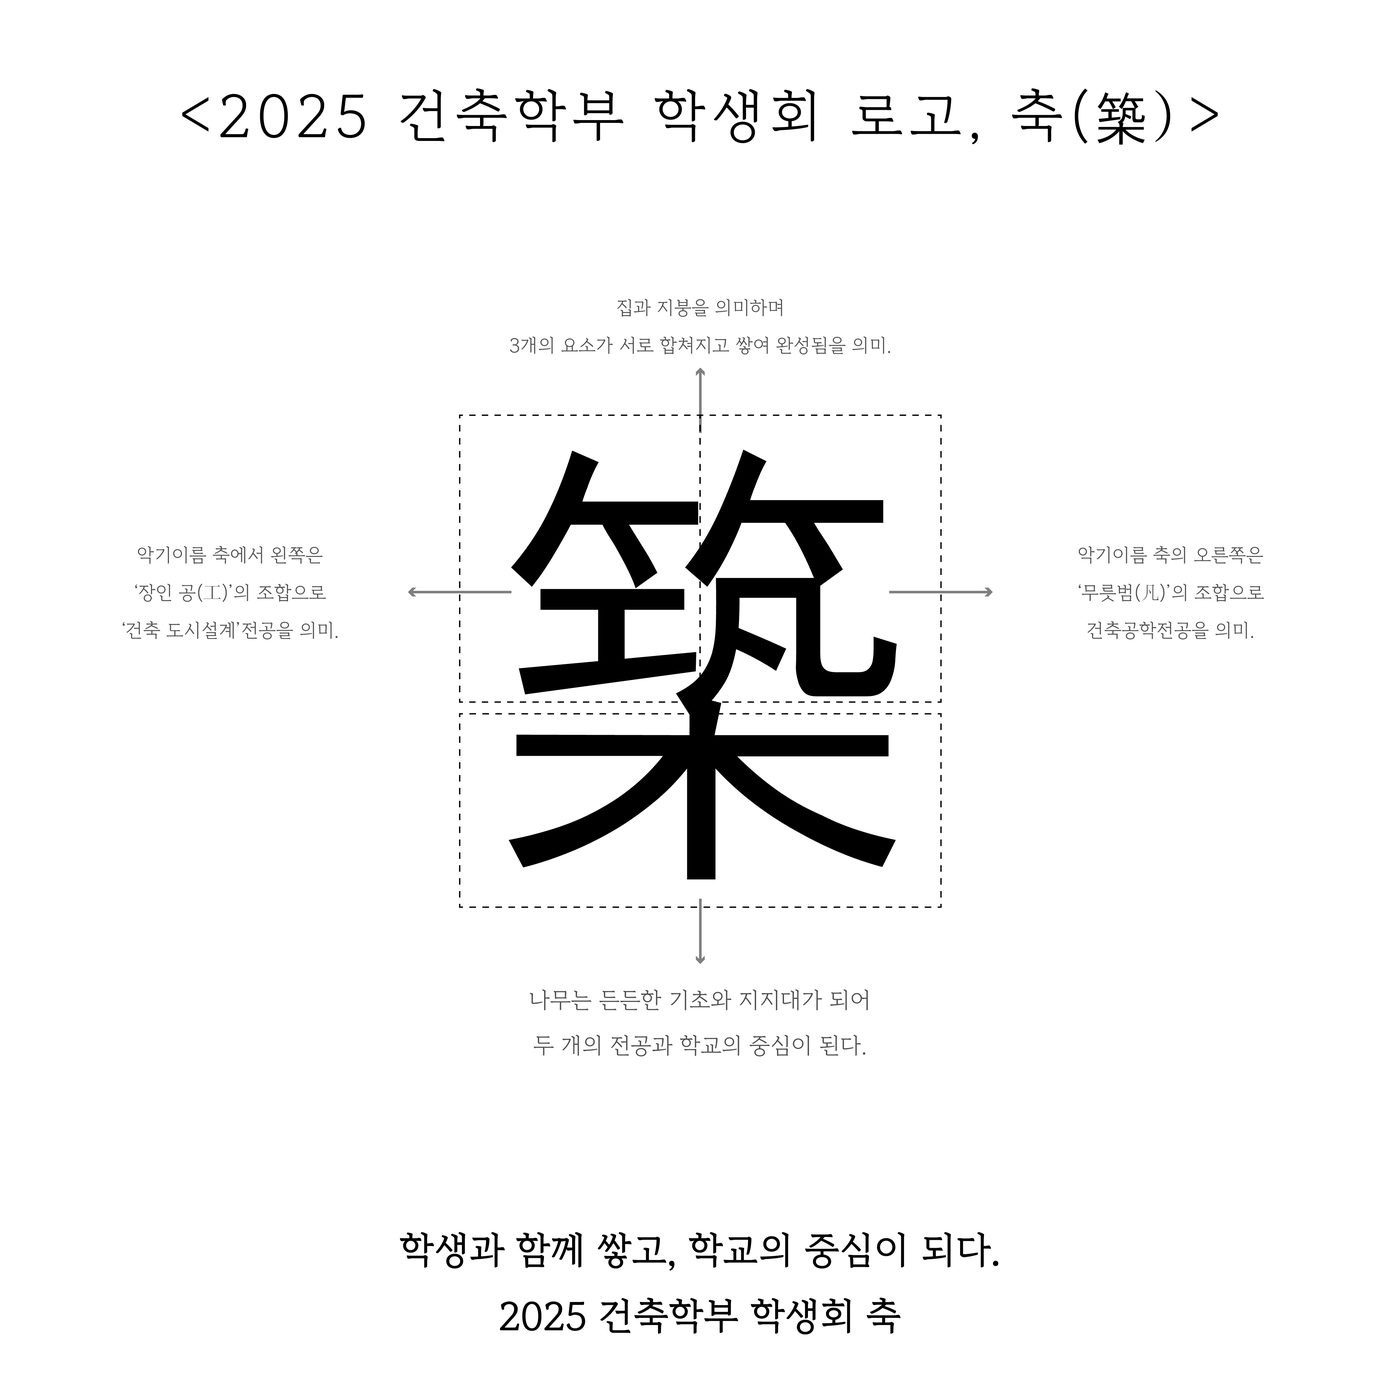 <2025 건축학부 학생회 로고, 축(築)>
집과 지붕을 의미하며
3개의 요소가 서로 합쳐지고 쌓여 완성됨을 의미.
악기이름 축에서 왼쪽은
‘장인 공(工)’의 조합으로
‘건축 도시설계’전공을 의미.
築
악기이름 축의 오른쪽은
‘무릇범(凡)’의 조합으로
건축공학전공을 의미.
나무는 든든한 기초와 지지대가 되어
두 개의 전공과 학교의 중심이 된다.
학생과 함께 쌓고, 학교의 중심이 되다.
2025 건축학부 학생회 축